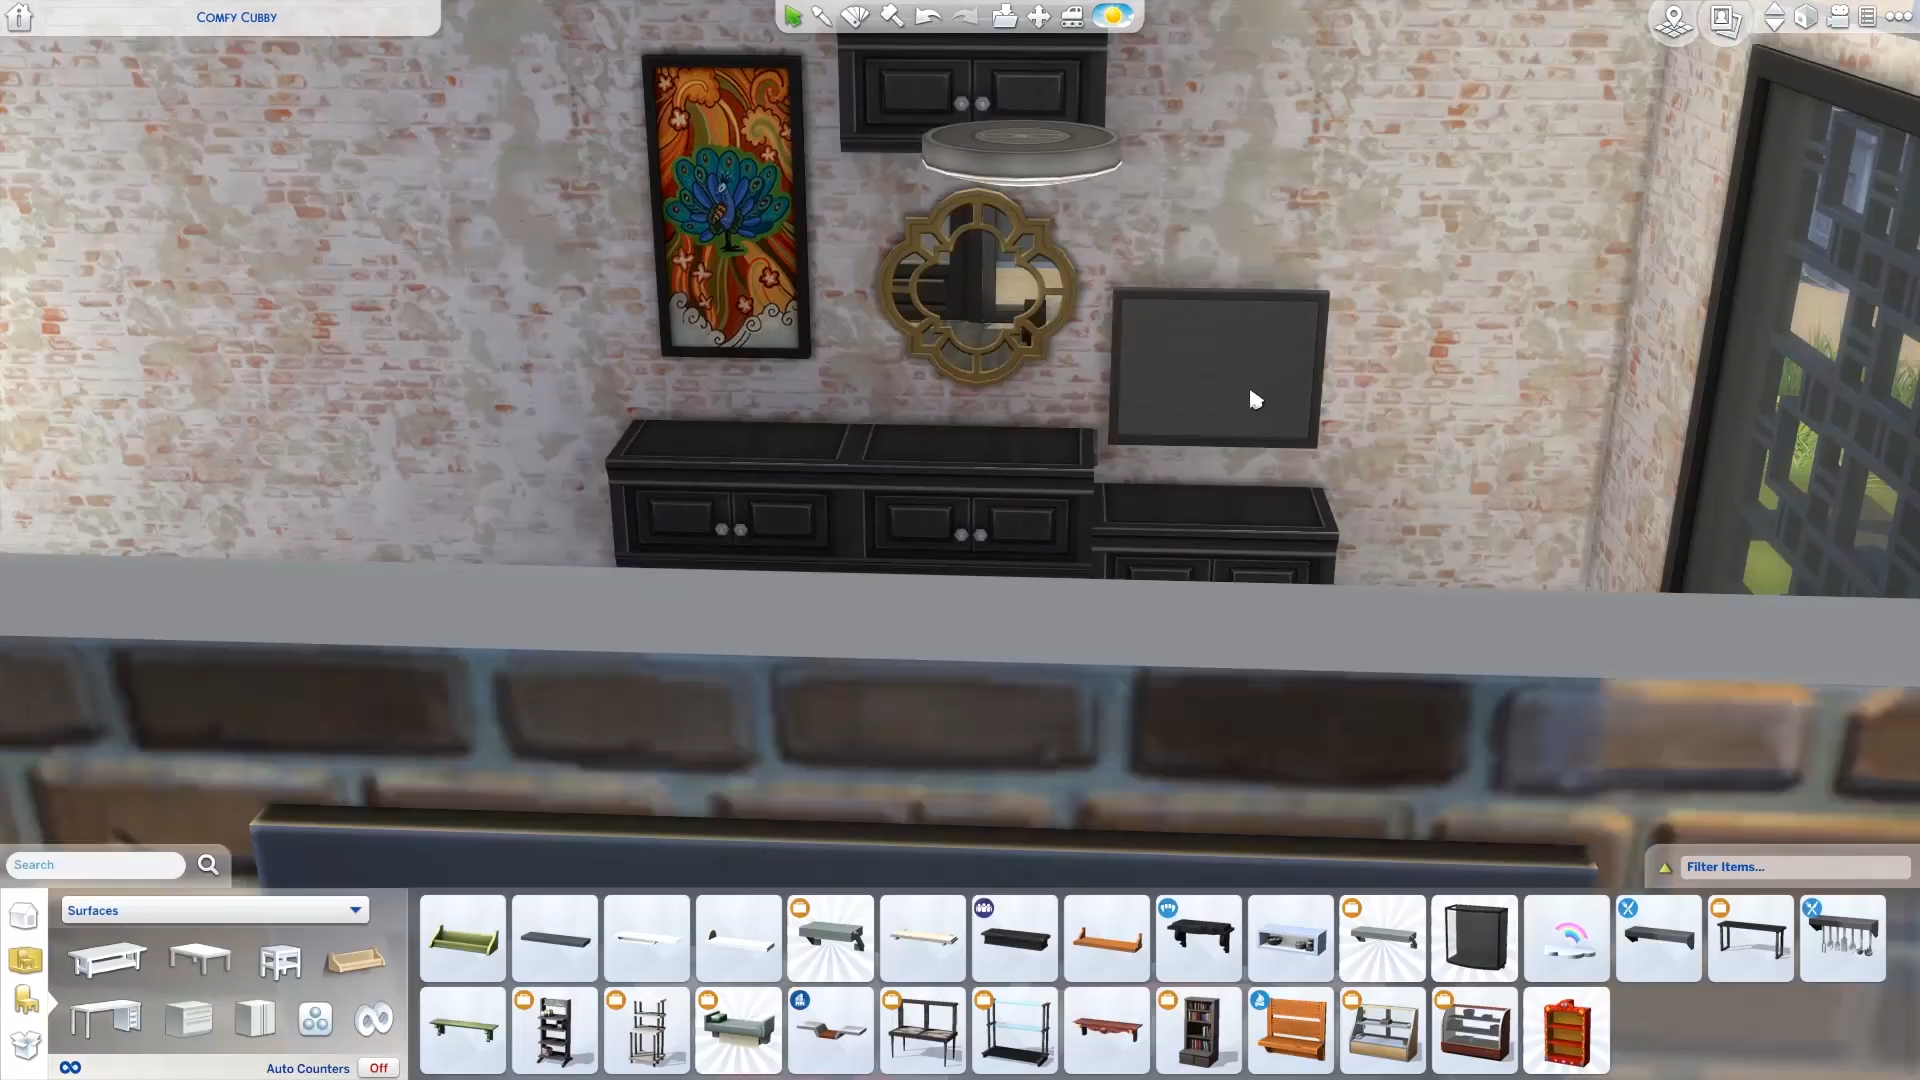 Comfy Cubby
Search
Filter Items...
Surfaces
Auto Counters
Off